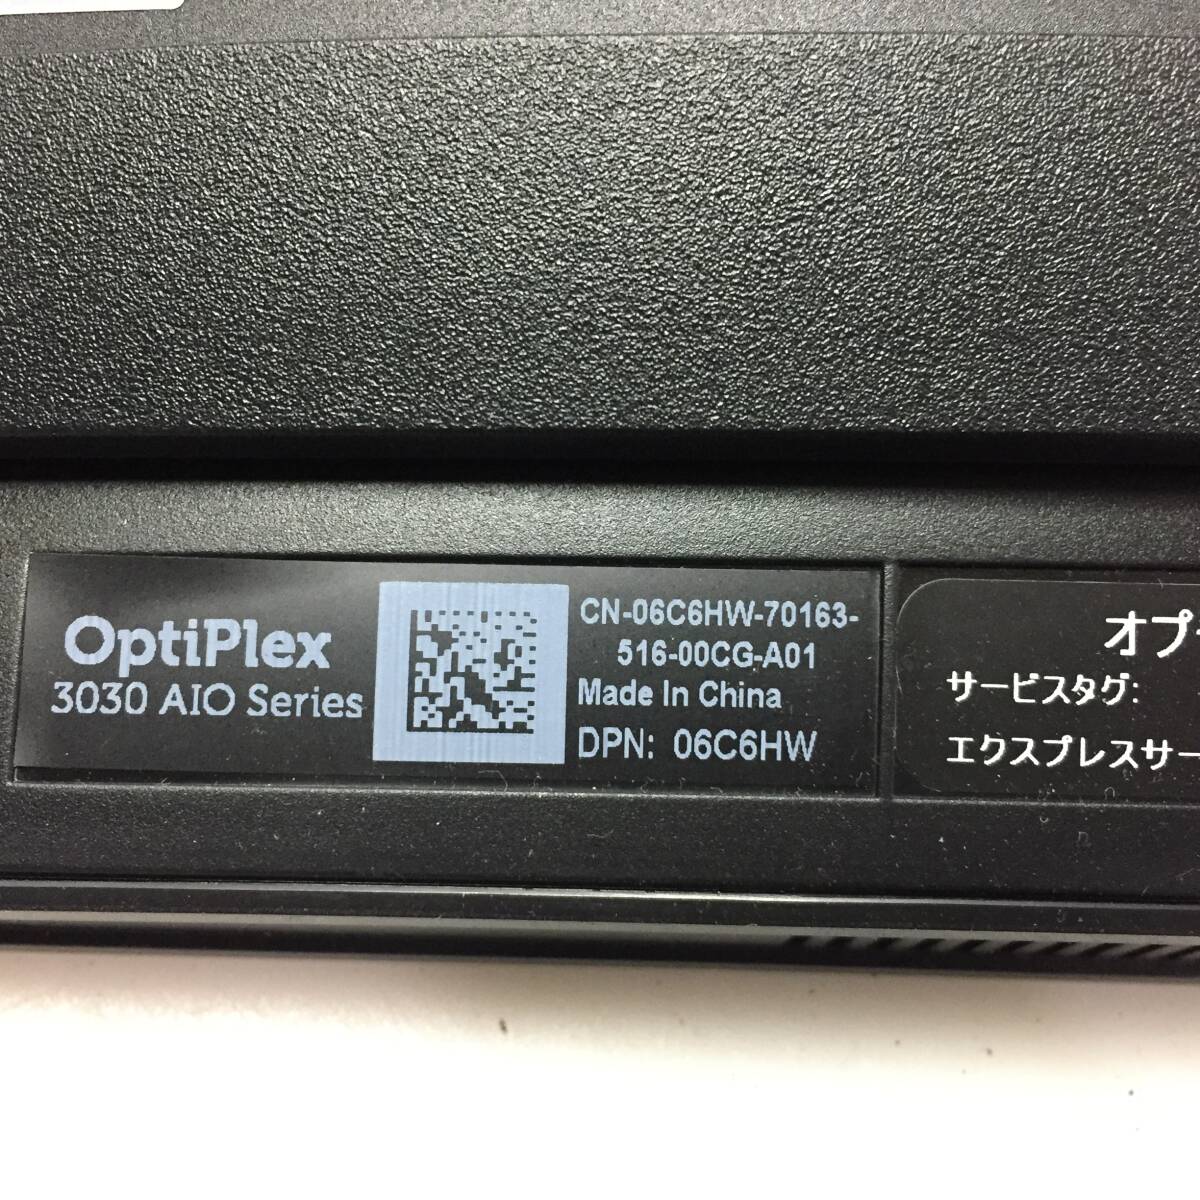 OptiPlex
3030 AIO Series
CN-06C6HW-70163-
516-00CG-A01
Made In China
DPN: 06C6HW
オプ
サービスタグ:
エクスプレスサー